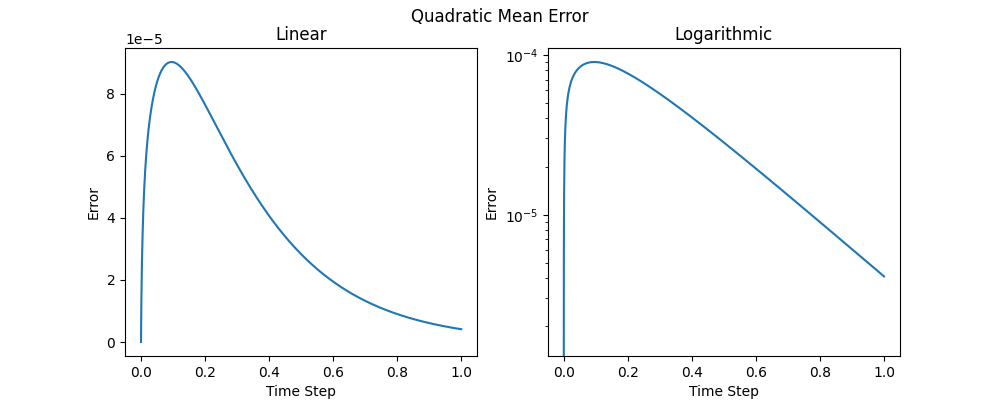 Quadratic Mean Error
Linear
1e−5
8
6
4
2
0
Error
0.0 0.2 0.4 0.6 0.8 1.0
Time Step
Logarithmic
10⁻⁴
10⁻⁵
Error
0.0 0.2 0.4 0.6 0.8 1.0
Time Step